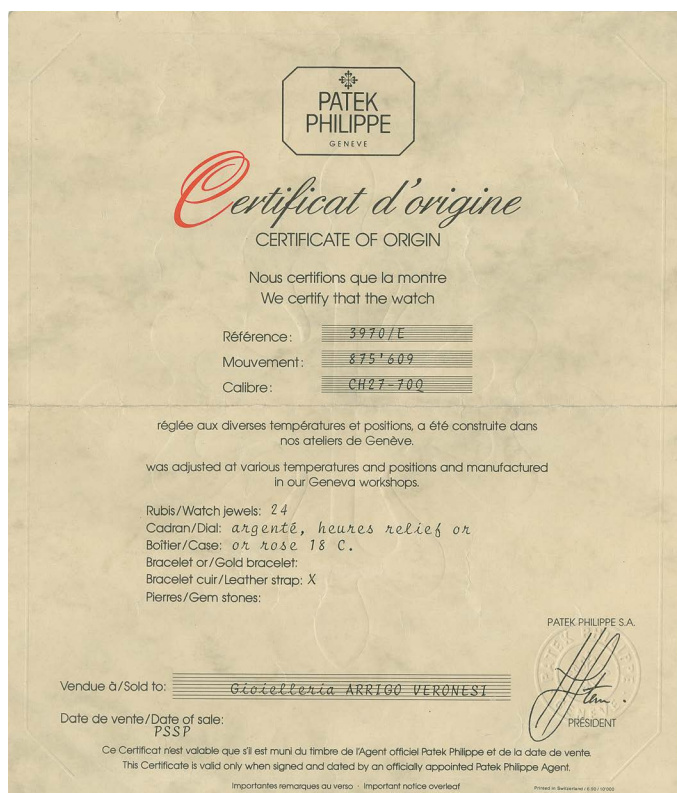 PATEK
PHILIPPE
GENEVE
Certificat d'origine
CERTIFICATE OF ORIGIN
Nous certifions que la montre
We certify that the watch
Référence: 3970/E
Mouvement: 875'609
Calibre: CH27-70Q
réglée aux diverses températures et positions, a été construite dans
nos ateliers de Genève.
was adjusted at various temperatures and positions and manufactured
in our Geneva workshops.
Rubis/Watch jewels: 24
Cadran/Dial: argenté, heures relief or
Boîtier/Case: or rose 18 C.
Bracelet or/Gold bracelet:
Bracelet cuir/Leather strap: X
Pierres/Gem stones:
PATEK PHILIPPE S.A.
PATEK PHILIPPE
GENEVE
Vendue à/Sold to: Gioielleria ARRIGO VERONESI
PRÉSIDENT
Date de vente/Date of sale:
PSSP
Ce Certificat n'est valable que s'il est muni du timbre de l'Agent officiel Patek Philippe et de la date de vente.
This Certificate is valid only when signed and dated by an officially appointed Patek Philippe Agent.
Importantes remarques au verso · Important notice overleaf
Printed in Switzerland